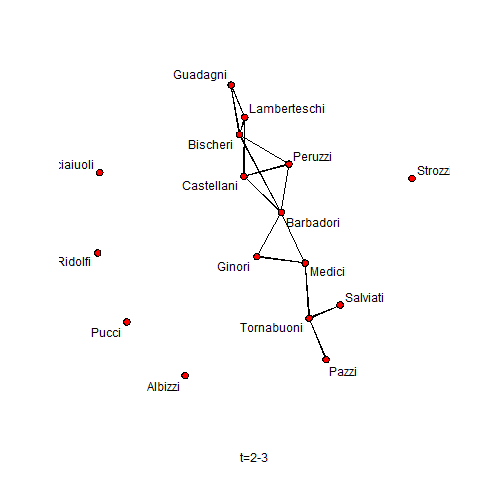 Guadagni
Lamberteschi
Bischeri
Peruzzi
ciaiuoli
Castellani
Strozz
Barbadori
Ridolfi
Ginori
Medici
Salviati
Pucci
Tornabuoni
Pazzi
Albizzi
t=2-3